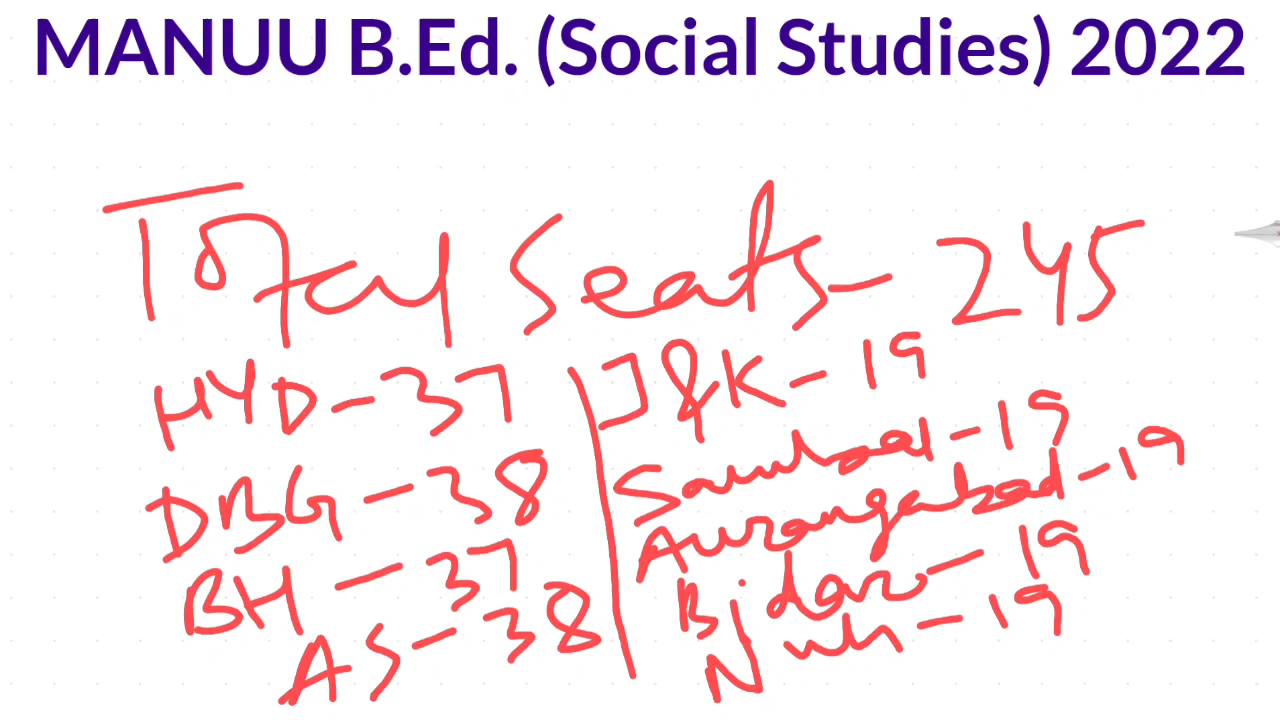 MANUU B.Ed. (Social Studies) 2022
Total Seats - 245
HYD - 37
DBG - 38
BH - 37
AS - 38
J&K - 19
Sambhal - 19
Aurangabad - 19
Bidar - 19
Nuh - 19